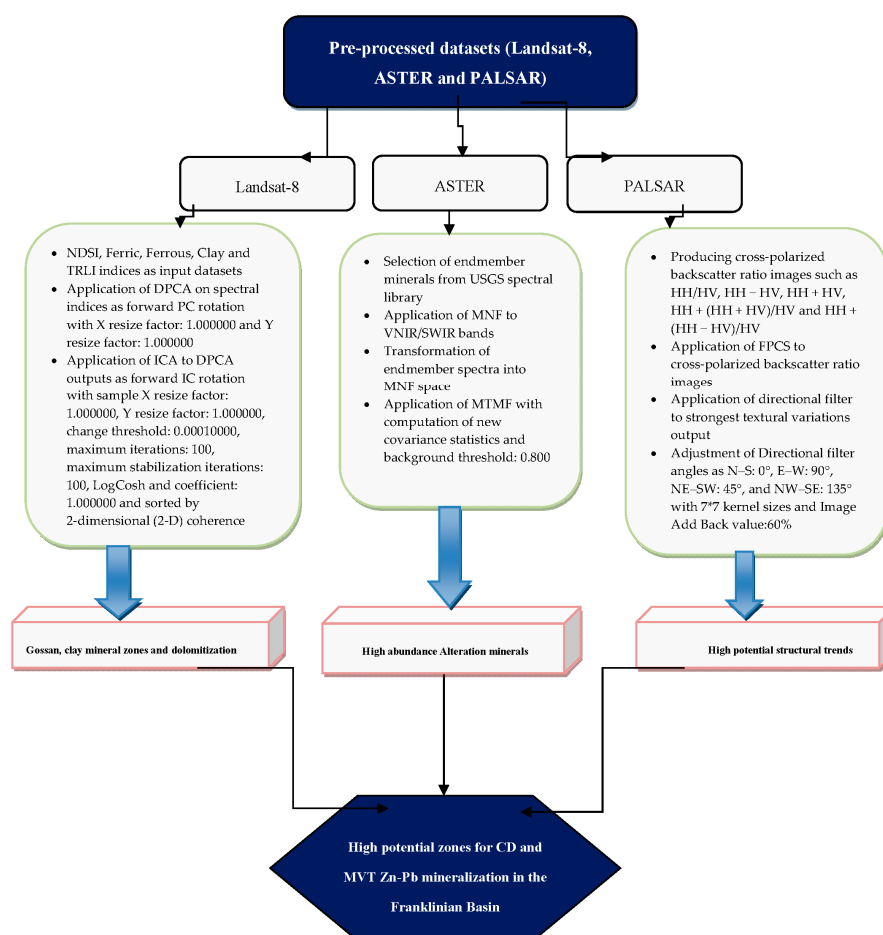 Pre-processed datasets (Landsat-8,
ASTER and PALSAR)
Landsat-8
ASTER
PALSAR
• NDSI, Ferric, Ferrous, Clay and
TRLI indices as input datasets
• Application of DPCA on spectral
indices as forward PC rotation
with X resize factor: 1.000000 and Y
resize factor: 1.000000
• Application of ICA to DPCA
outputs as forward IC rotation
with sample X resize factor:
1.000000, Y resize factor: 1.000000,
change threshold: 0.00010000,
maximum iterations: 100,
maximum stabilization iterations:
100, LogCosh and coefficient:
1.000000 and sorted by
2-dimensional (2-D) coherence
• Selection of endmember
minerals from USGS spectral
library
• Application of MNF to
VNIR/SWIR bands
• Transformation of
endmember spectra into
MNF space
• Application of MTMF with
computation of new
covariance statistics and
background threshold: 0.800
• Producing cross-polarized
backscatter ratio images such as
HH/HV, HH − HV, HH + HV,
HH + (HH + HV)/HV and HH +
(HH − HV)/HV
• Application of FPCS to
cross-polarized backscatter ratio
images
• Application of directional filter
to strongest textural variations
output
• Adjustment of Directional filter
angles as N–S: 0°, E–W: 90°,
NE–SW: 45°, and NW–SE: 135°
with 7*7 kernel sizes and Image
Add Back value:60%
Gossan, clay mineral zones and dolomitization
High abundance Alteration minerals
High potential structural trends
High potential zones for CD and
MVT Zn-Pb mineralization in the
Franklinian Basin